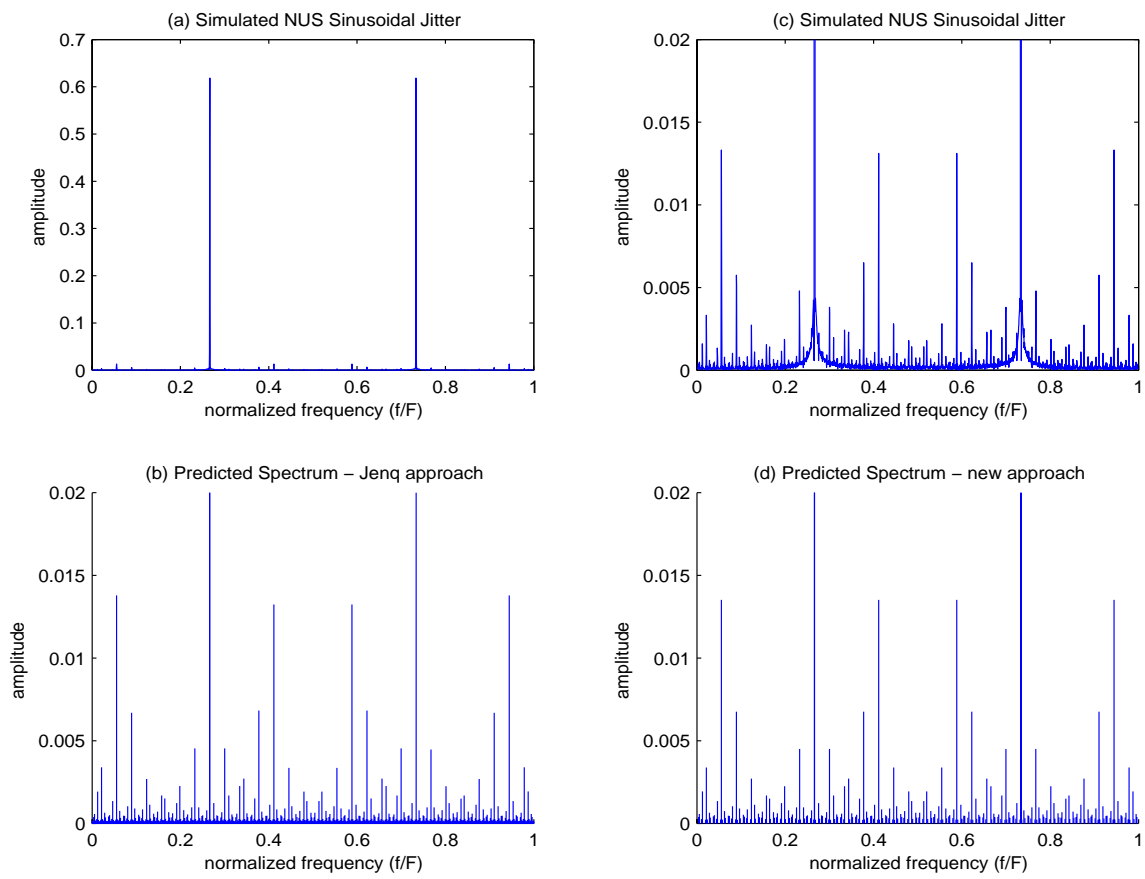 (a) Simulated NUS Sinusoidal Jitter
0.7
0.6
0.5
0.4
0.3
0.2
0.1
0
0 0.2 0.4 0.6 0.8 1
amplitude
normalized frequency (f/F)
(c) Simulated NUS Sinusoidal Jitter
0.02
0.015
0.01
0.005
0
0 0.2 0.4 0.6 0.8 1
amplitude
normalized frequency (f/F)
(b) Predicted Spectrum − Jenq approach
0.02
0.015
0.01
0.005
0
0 0.2 0.4 0.6 0.8 1
amplitude
normalized frequency (f/F)
(d) Predicted Spectrum − new approach
0.02
0.015
0.01
0.005
0
0 0.2 0.4 0.6 0.8 1
amplitude
normalized frequency (f/F)